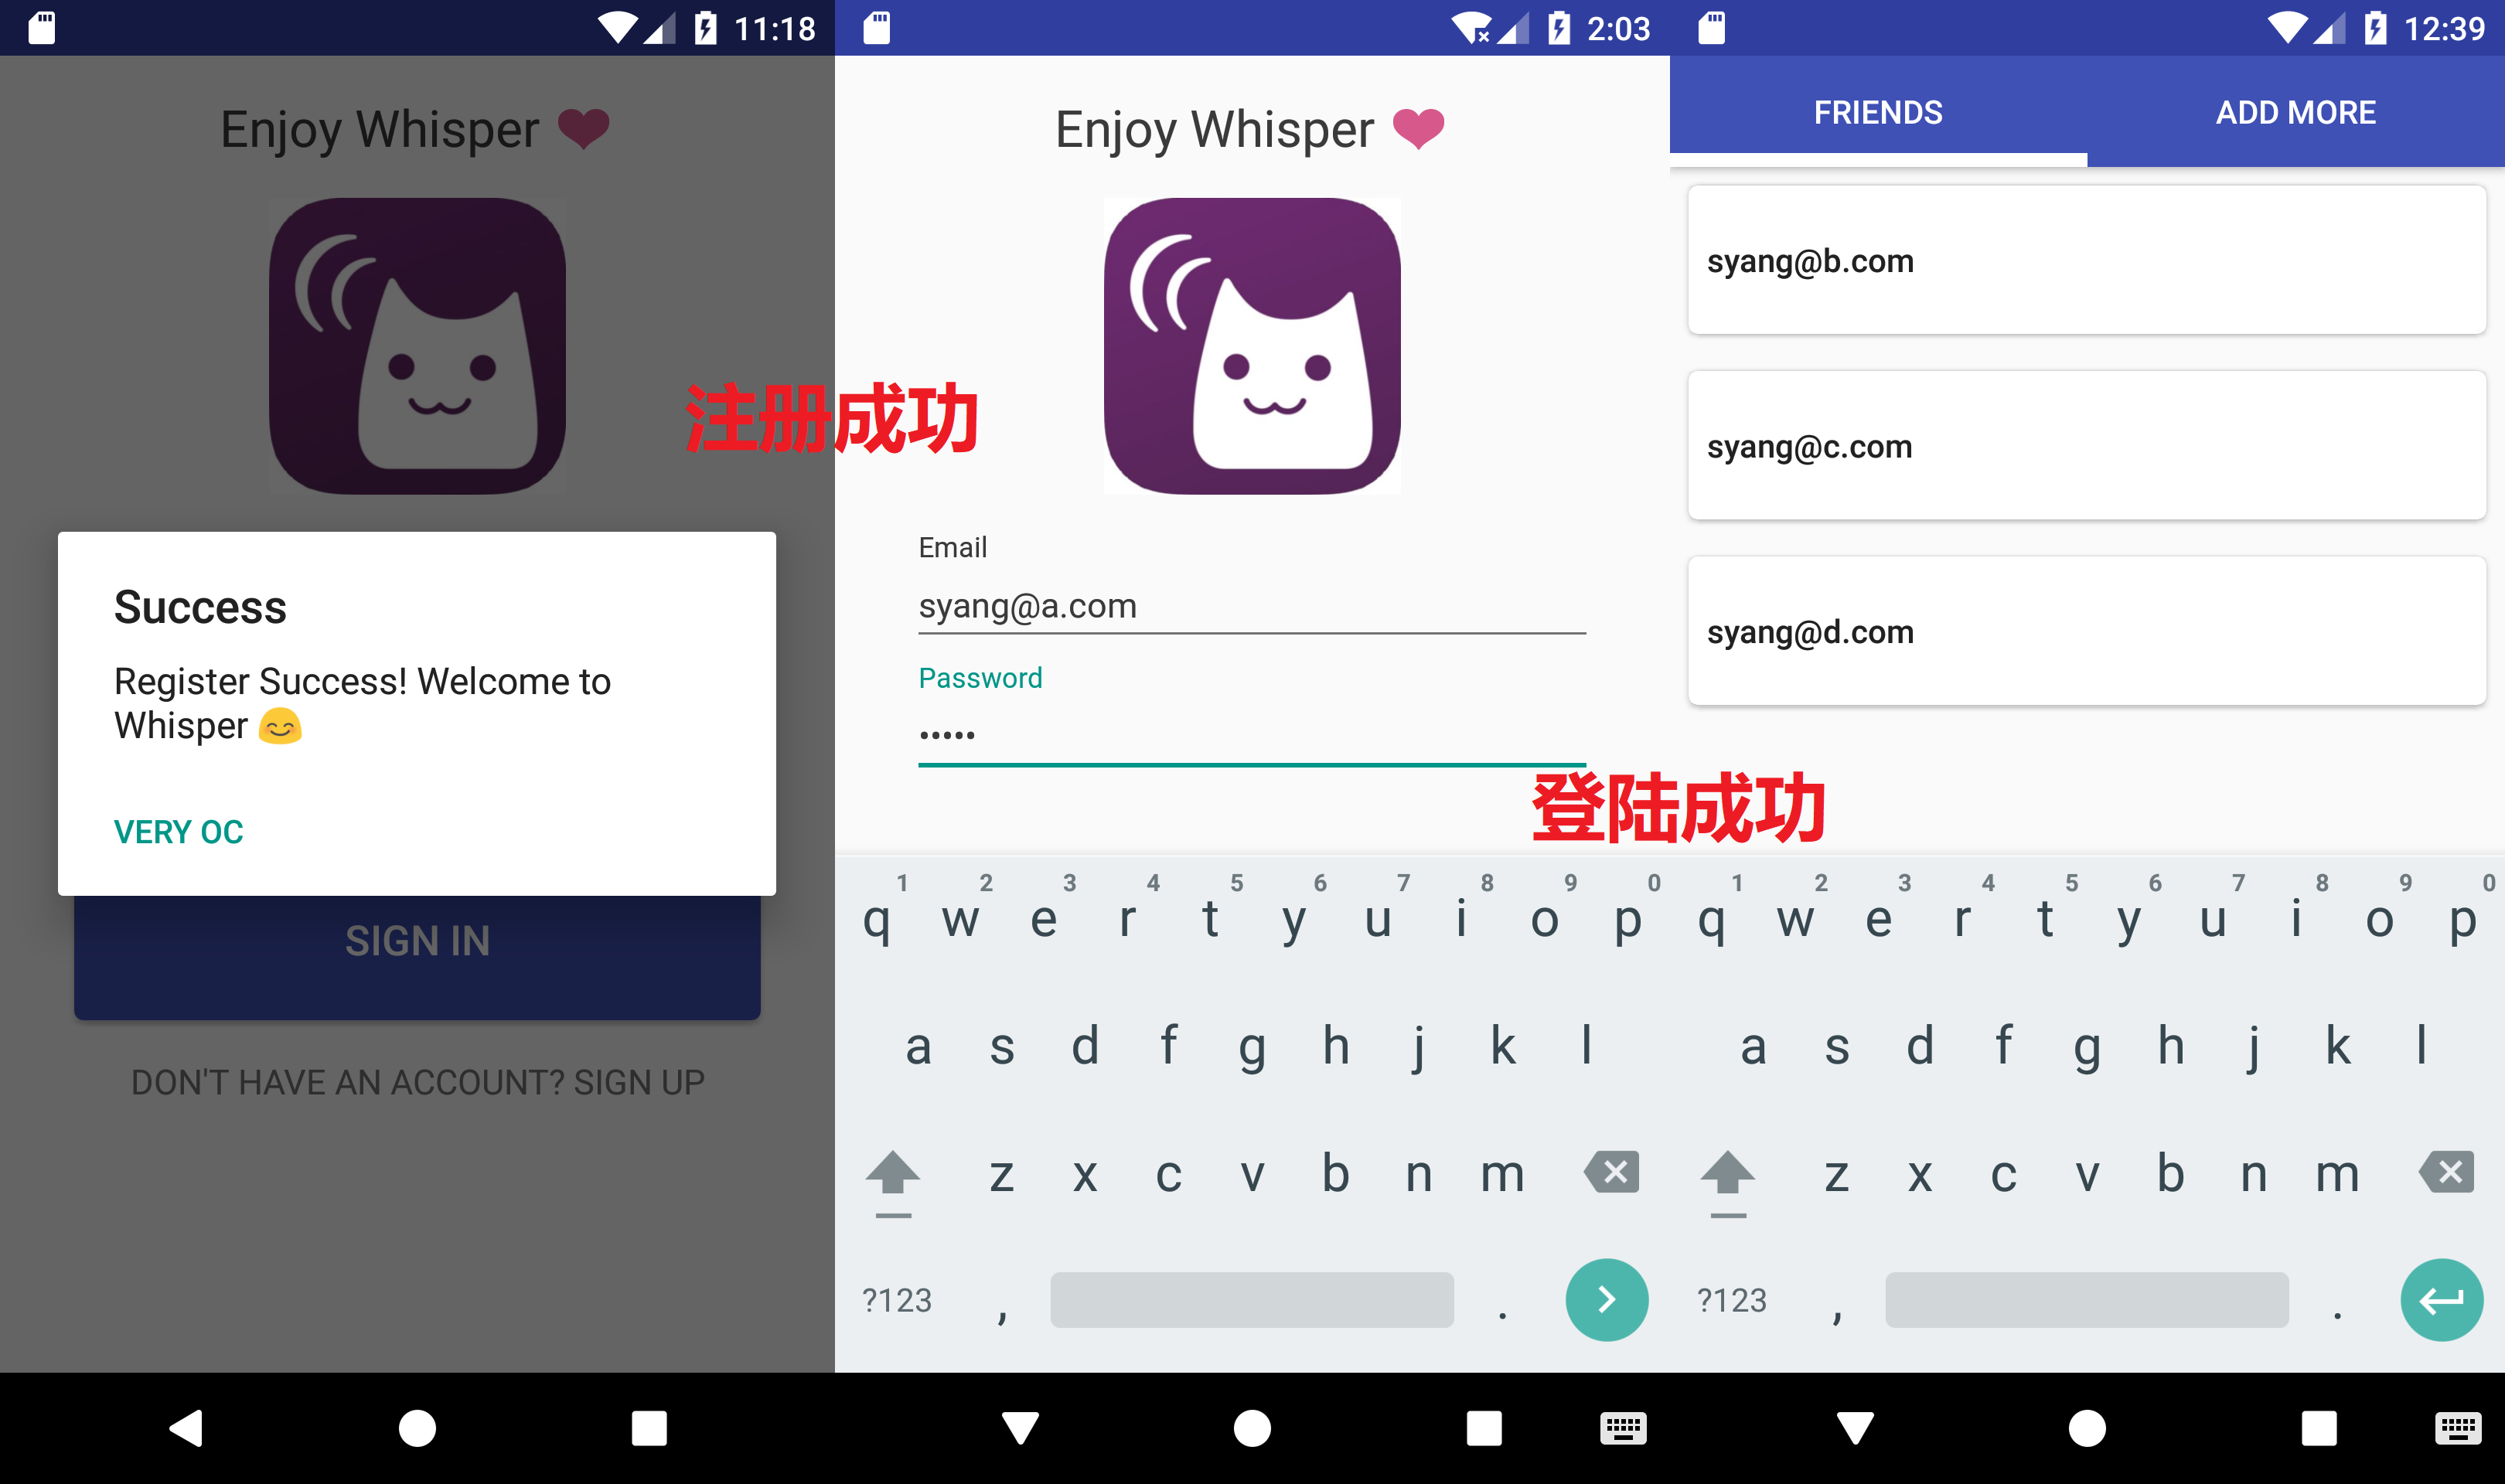 11:18
Enjoy Whisper
Success
Register Success! Welcome to
Whisper 😊
VERY OC
SIGN IN
DON'T HAVE AN ACCOUNT? SIGN UP
注册成功
2:03
Enjoy Whisper
Email
syang@a.com
Password
•••••
登陆成功
1 2 3 4 5 6 7 8 9 0
q w e r t y u i o p
a s d f g h j k l
z x c v b n m
?123 , .
12:39
FRIENDS ADD MORE
syang@b.com
syang@c.com
syang@d.com
1 2 3 4 5 6 7 8 9 0
q w e r t y u i o p
a s d f g h j k l
z x c v b n m
?123 , .